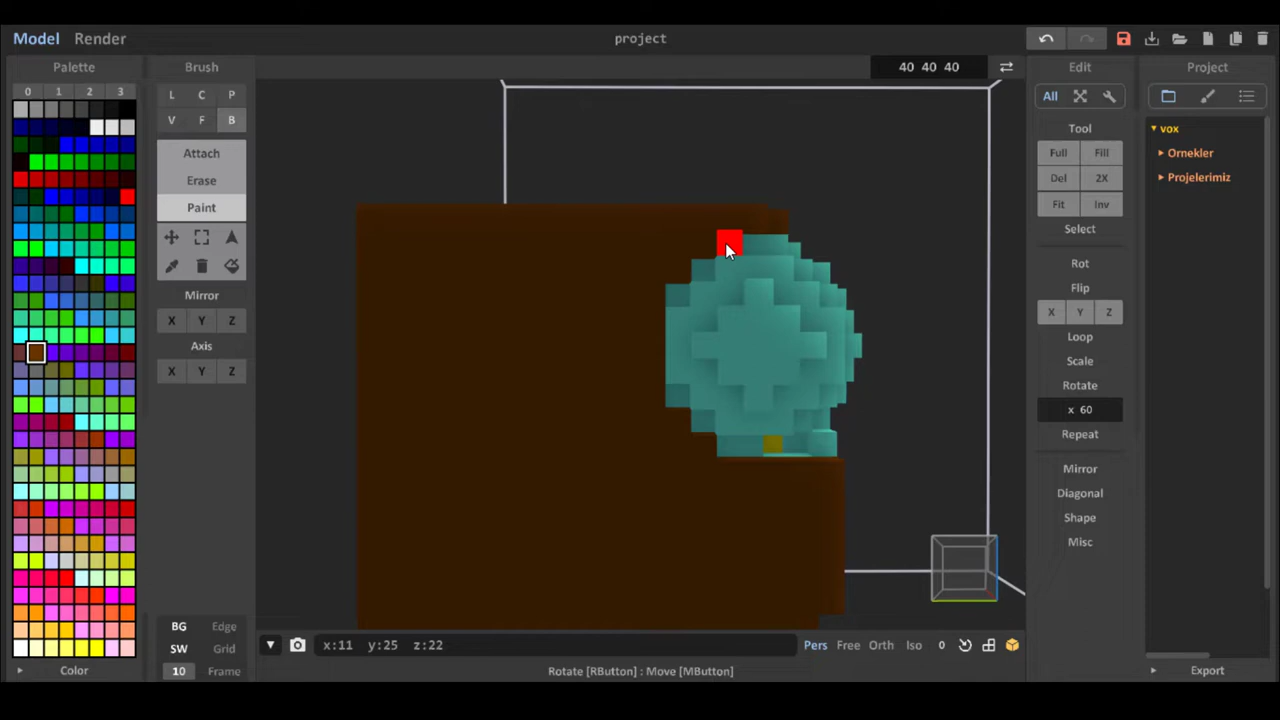 Model Render
project
Palette
Brush
40 40 40
Edit
Project
0 1 2 3
L C P
V F B
Attach
Erase
Paint
Mirror
X Y Z
Axis
X Y Z
All
Tool
Full Fill
Del 2X
Fit Inv
Select
Rot
Flip
X Y Z
Loop
Scale
Rotate
x 60
Repeat
Mirror
Diagonal
Shape
Misc
vox
Ornekler
Projelerimiz
BG Edge
SW Grid
10 Frame
Color
x:11 y:25 z:22
Pers Free Orth Iso 0
Rotate [RButton] : Move [MButton]
Export